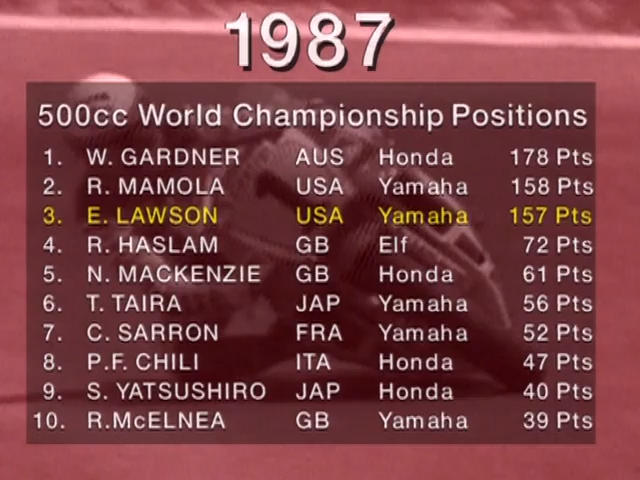 1987
500cc World Championship Positions
1. W. GARDNER AUS Honda 178 Pts
2. R. MAMOLA USA Yamaha 158 Pts
3. E. LAWSON USA Yamaha 157 Pts
4. R. HASLAM GB Elf 72 Pts
5. N. MACKENZIE GB Honda 61 Pts
6. T. TAIRA JAP Yamaha 56 Pts
7. C. SARRON FRA Yamaha 52 Pts
8. P.F. CHILI ITA Honda 47 Pts
9. S. YATSUSHIRO JAP Honda 40 Pts
10. R.McELNEA GB Yamaha 39 Pts